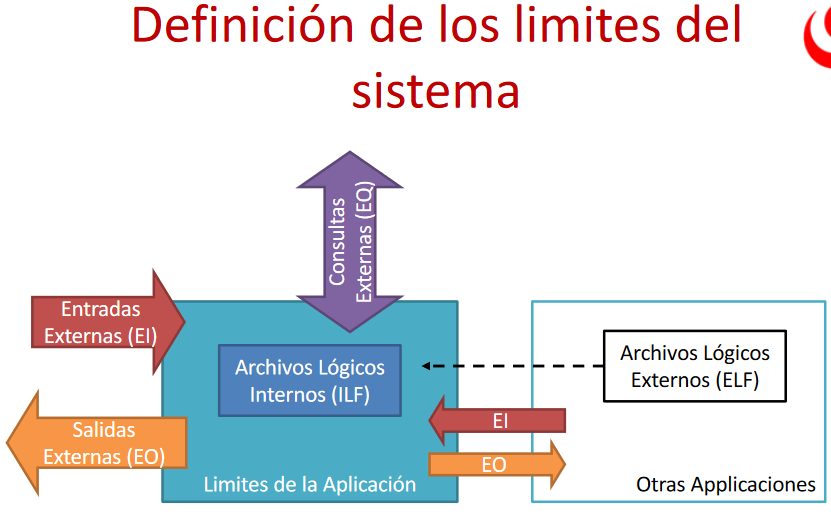 Definición de los limites del
sistema
Consultas
Externas (EQ)
Entradas
Externas (EI)
Archivos Lógicos
Internos (ILF)
Archivos Lógicos
Externos (ELF)
EI
Salidas
Externas (EO)
EO
Limites de la Aplicación
Otras Applicaciones